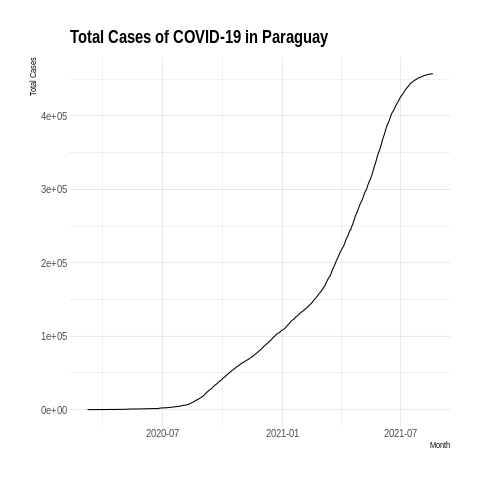 Total Cases of COVID-19 in Paraguay
Total Cases
4e+05
3e+05
2e+05
1e+05
0e+00
2020-07
2021-01
2021-07
Month